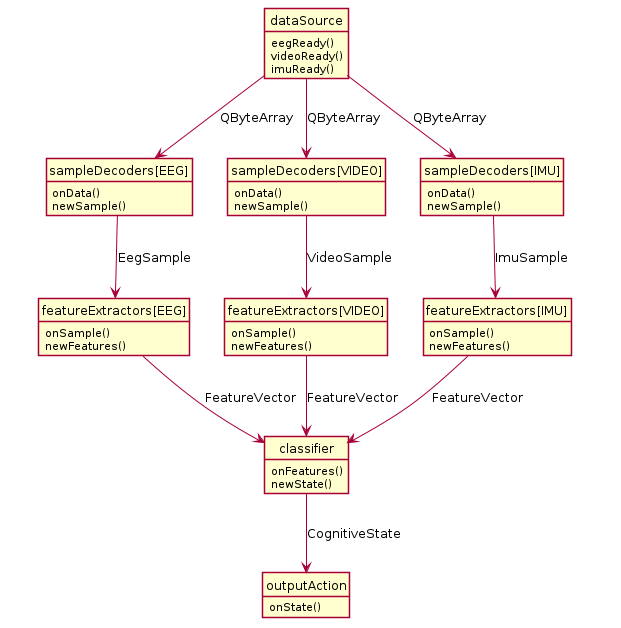 dataSource
eegReady()
videoReady()
imuReady()
QByteArray
QByteArray
QByteArray
sampleDecoders[EEG]
onData()
newSample()
sampleDecoders[VIDEO]
onData()
newSample()
sampleDecoders[IMU]
onData()
newSample()
EegSample
VideoSample
ImuSample
featureExtractors[EEG]
onSample()
newFeatures()
featureExtractors[VIDEO]
onSample()
newFeatures()
featureExtractors[IMU]
onSample()
newFeatures()
FeatureVector
FeatureVector
FeatureVector
classifier
onFeatures()
newState()
CognitiveState
outputAction
onState()